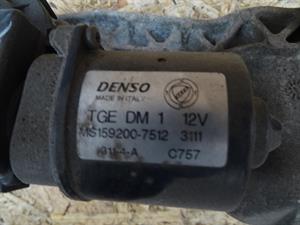 DENSO
MADE IN ITALY
TGE DM 1 12V
MS159200-7512 3111
C757